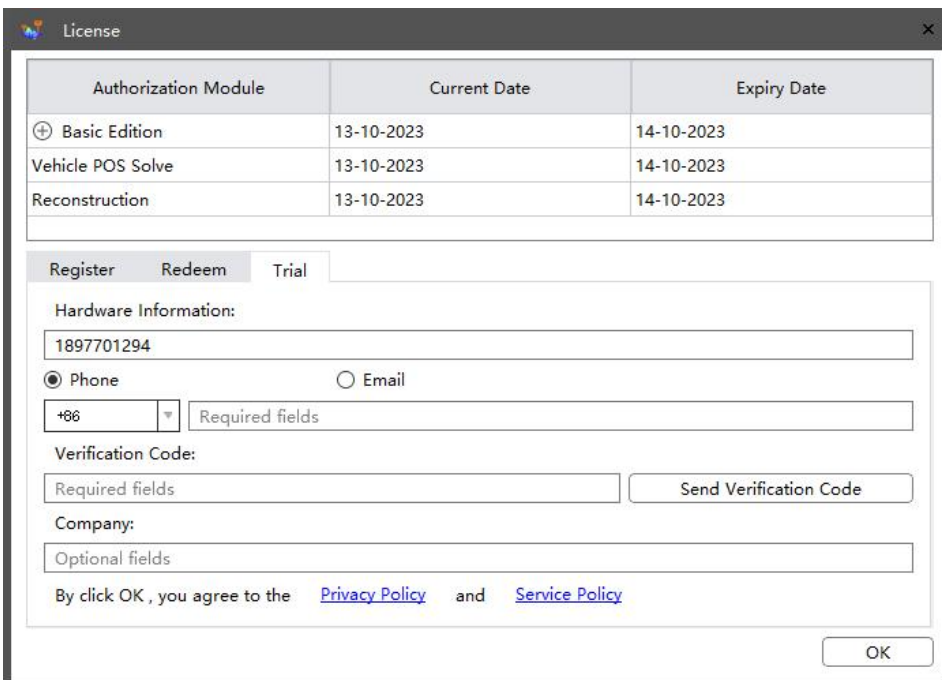 License
Authorization Module Current Date Expiry Date
Basic Edition 13-10-2023 14-10-2023
Vehicle POS Solve 13-10-2023 14-10-2023
Reconstruction 13-10-2023 14-10-2023
Register Redeem Trial
Hardware Information:
1897701294
Phone Email
+86 Required fields
Verification Code:
Required fields Send Verification Code
Company:
Optional fields
By click OK , you agree to the Privacy Policy and Service Policy
OK